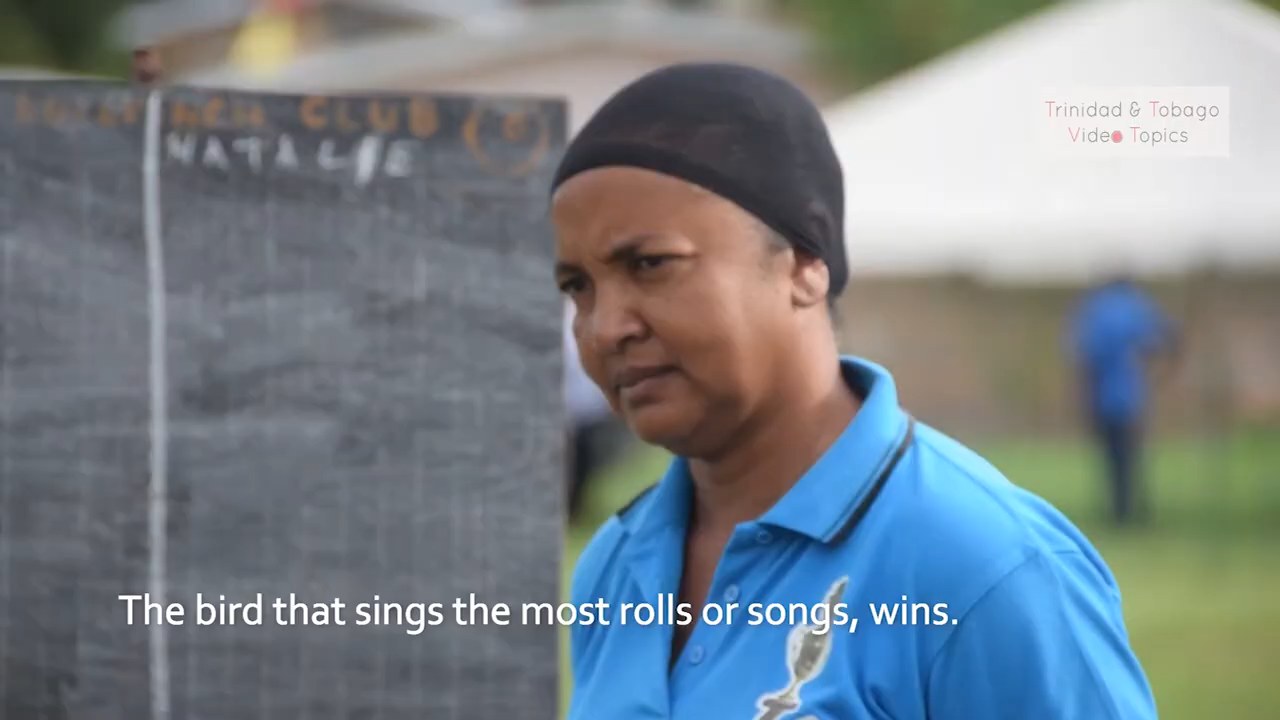 Trinidad & Tobago
Video Topics
CLUB
NATALIE
The bird that sings the most rolls or songs, wins.